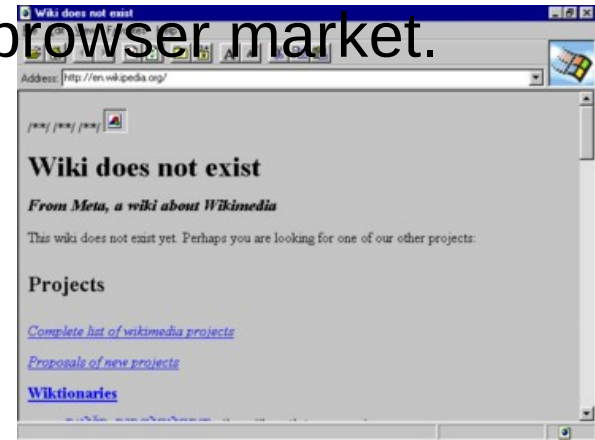 Wiki does not exist
browser market.
Address: http://en.wikipedia.org/
/**/ /**/ /**/
Wiki does not exist
From Meta, a wiki about Wikimedia
This wiki does not exist yet. Perhaps you are looking for one of our other projects:
Projects
Complete list of wikimedia projects
Proposals of new projects
Wiktionaries